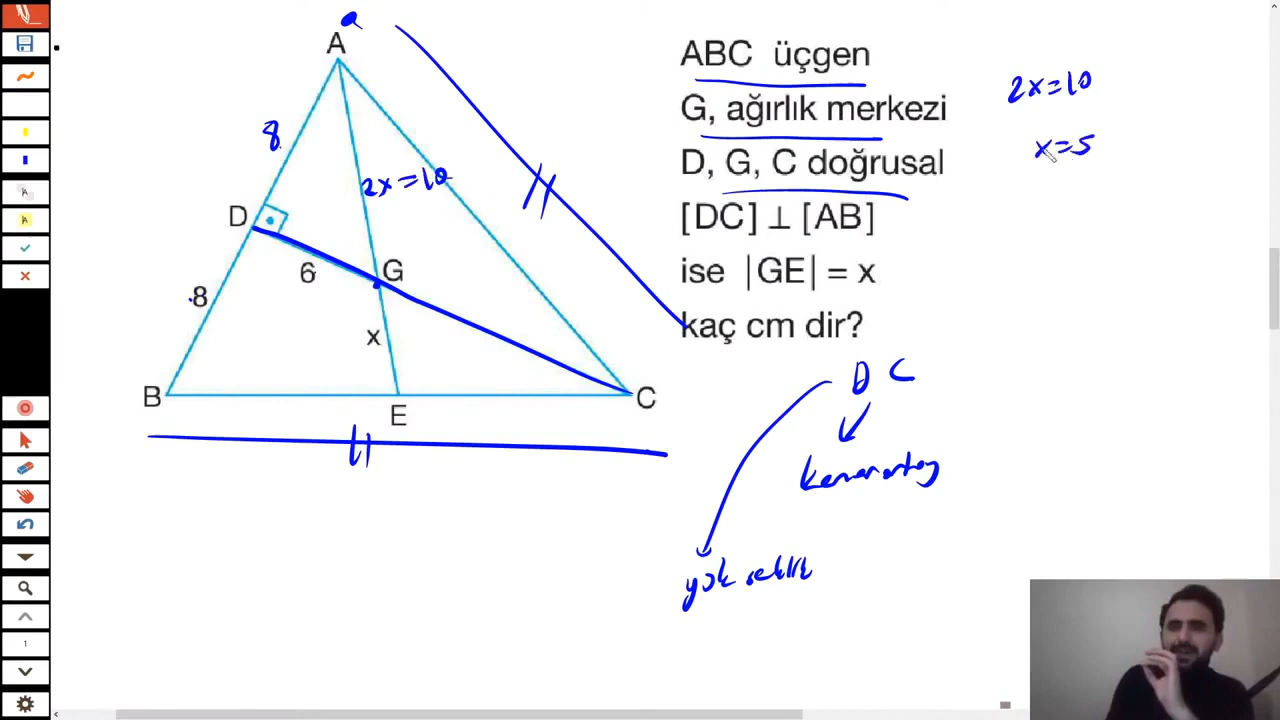 a
A
8
2x=10
D
6
G
8
x
B
E
C
ABC üçgen
G, ağırlık merkezi
D, G, C doğrusal
[DC] ⊥ [AB]
ise |GE| = x
kaç cm dir?
2x=10
x=5
D C
kenarortay
yükseklik
A
A
1